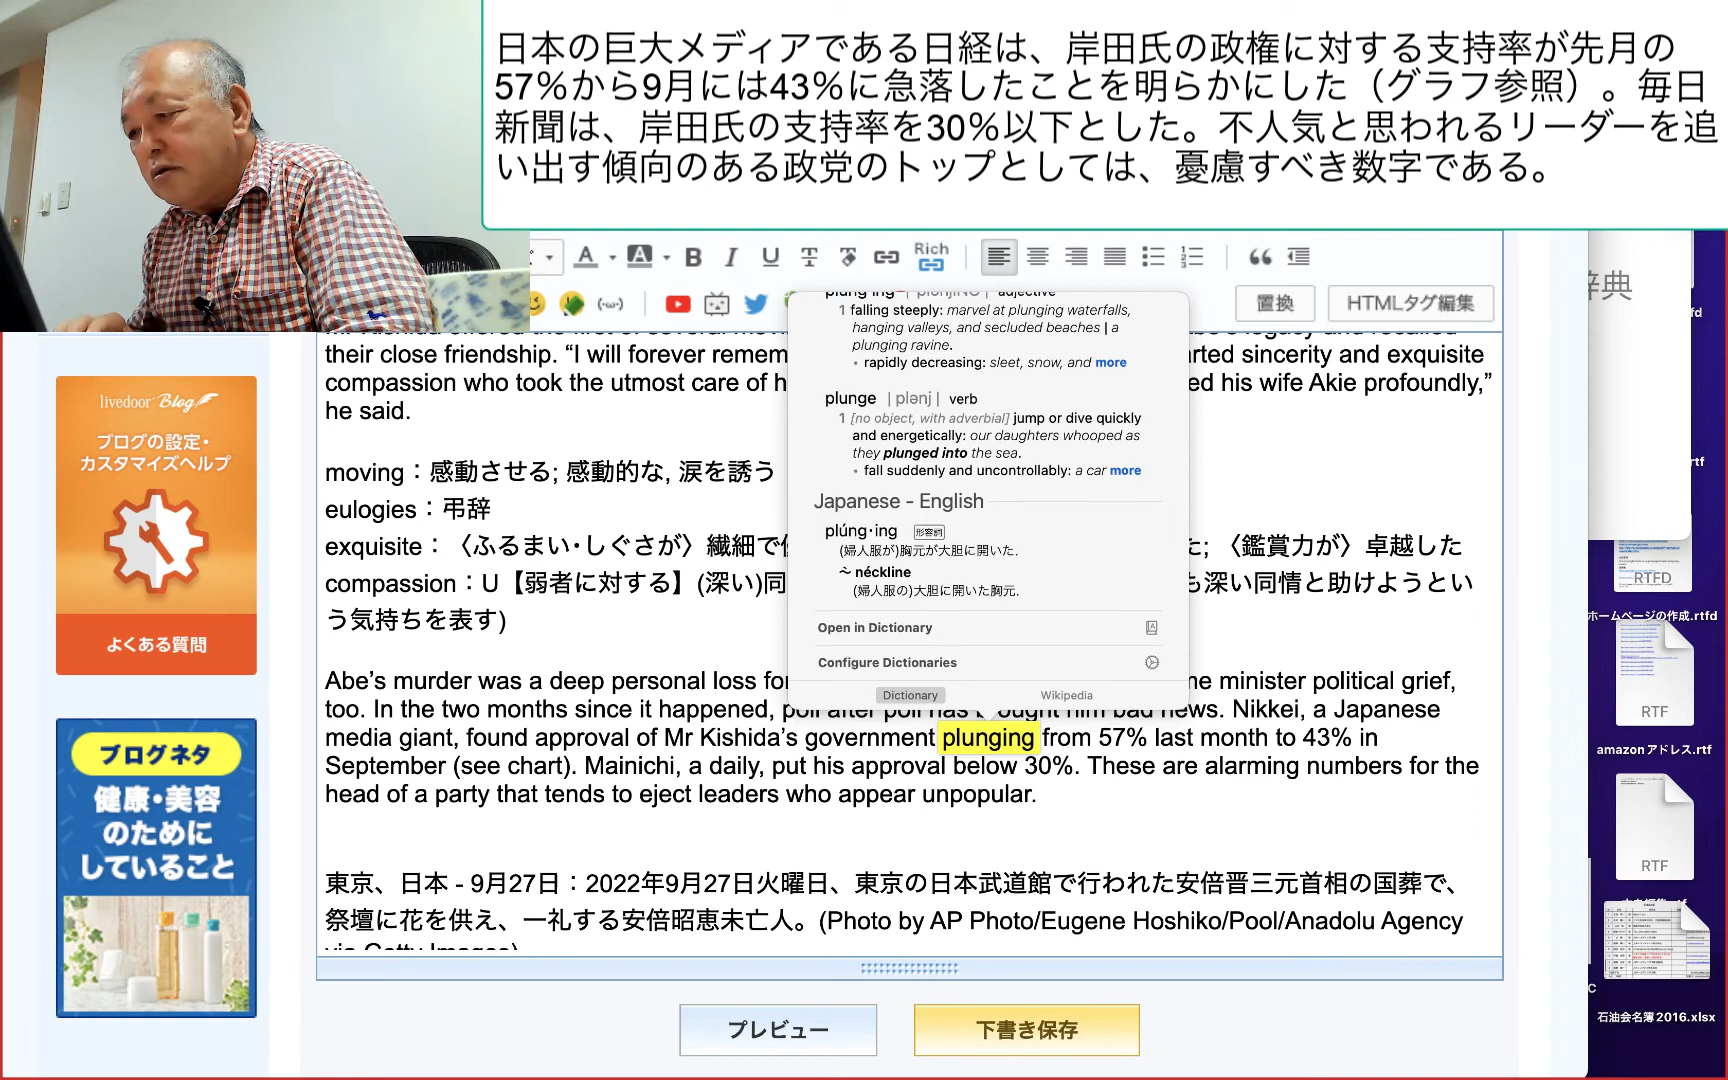 日本の巨大メディアである日経は、岸田氏の政権に対する支持率が先月の
57%から9月には43%に急落したことを明らかにした（グラフ参照）。毎日
新聞は、岸田氏の支持率を30%以下とした。不人気と思われるリーダーを追
い出す傾向のある政党のトップとしては、憂慮すべき数字である。
A A B I U T Rich
置換 HTMLタグ編集
辞典
their close friendship. “I will forever remem
arted sincerity and exquisite
compassion who took the utmost care of h
ed his wife Akie profoundly,”
he said.
moving：感動させる; 感動的な, 涙を誘う
eulogies：弔辞
exquisite：〈ふるまい・しぐさが〉繊細で
た; 〈鑑賞力が〉卓越した
compassion：U【弱者に対する】(深い)同
も深い同情と助けようとい
う気持ちを表す)
Abe’s murder was a deep personal loss for
ne minister political grief,
too. In the two months since it happened, poll after poll has brought him bad news. Nikkei, a Japanese
media giant, found approval of Mr Kishida’s government plunging from 57% last month to 43% in
September (see chart). Mainichi, a daily, put his approval below 30%. These are alarming numbers for the
head of a party that tends to eject leaders who appear unpopular.
東京、日本 - 9月27日：2022年9月27日火曜日、東京の日本武道館で行われた安倍晋三元首相の国葬で、
祭壇に花を供え、一礼する安倍昭恵未亡人。(Photo by AP Photo/Eugene Hoshiko/Pool/Anadolu Agency
via Getty Images)
adjective
1 falling steeply: marvel at plunging waterfalls,
hanging valleys, and secluded beaches | a
plunging ravine.
• rapidly decreasing: sleet, snow, and more
plunge | plənj | verb
1 [no object, with adverbial] jump or dive quickly
and energetically: our daughters whooped as
they plunged into the sea.
• fall suddenly and uncontrollably: a car more
Japanese - English
plúng·ing 形容詞
(婦人服が)胸元が大胆に開いた.
～ néckline
(婦人服の)大胆に開いた胸元.
Open in Dictionary
Configure Dictionaries
Dictionary Wikipedia
livedoor Blog
ブログの設定・
カスタマイズヘルプ
よくある質問
ブログネタ
健康・美容
のために
していること
プレビュー 下書き保存
fd
rtf
RTFD
ホームページの作成.rtfd
RTF
amazonアドレス.rtf
RTF
C
石油会名簿2016.xlsx